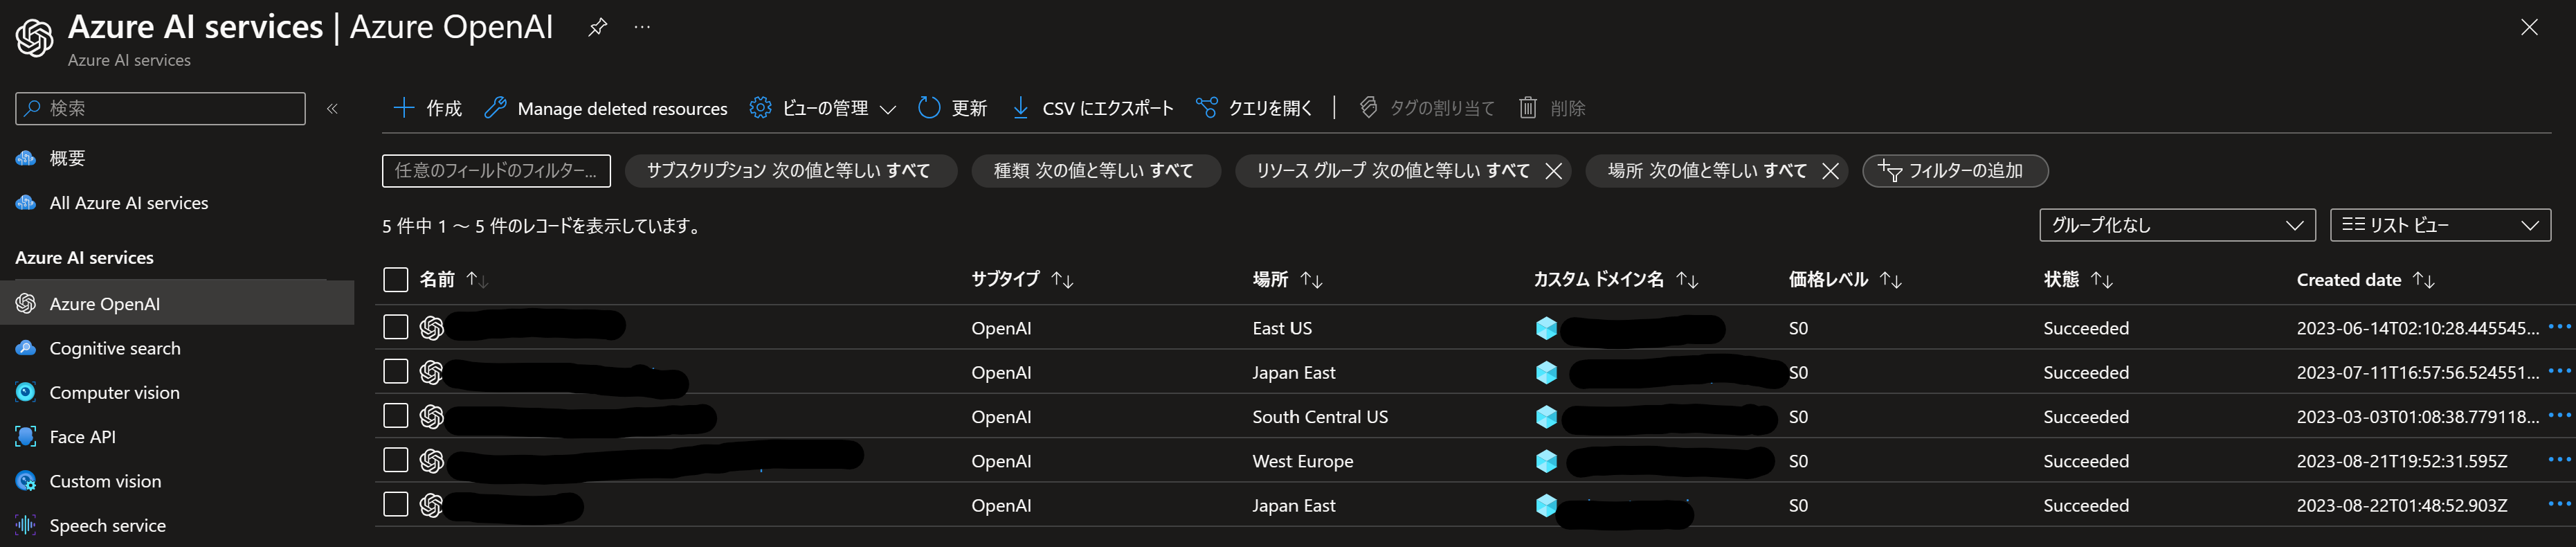 Azure AI services | Azure OpenAI
Azure AI services
検索
概要
All Azure AI services
Azure AI services
Azure OpenAI
Cognitive search
Computer vision
Face API
Custom vision
Speech service
作成 Manage deleted resources ビューの管理 更新 CSV にエクスポート クエリを開く タグの割り当て 削除
任意のフィールドのフィルター... サブスクリプション 次の値と等しい すべて 種類 次の値と等しい すべて リソース グループ 次の値と等しい すべて 場所 次の値と等しい すべて フィルターの追加
5 件中 1 ～ 5 件のレコードを表示しています。 グループ化なし リスト ビュー
名前 サブタイプ 場所 カスタム ドメイン名 価格レベル 状態 Created date
OpenAI East US S0 Succeeded 2023-06-14T02:10:28.445545...
OpenAI Japan East S0 Succeeded 2023-07-11T16:57:56.524551...
OpenAI South Central US S0 Succeeded 2023-03-03T01:08:38.779118...
OpenAI West Europe S0 Succeeded 2023-08-21T19:52:31.595Z
OpenAI Japan East S0 Succeeded 2023-08-22T01:48:52.903Z